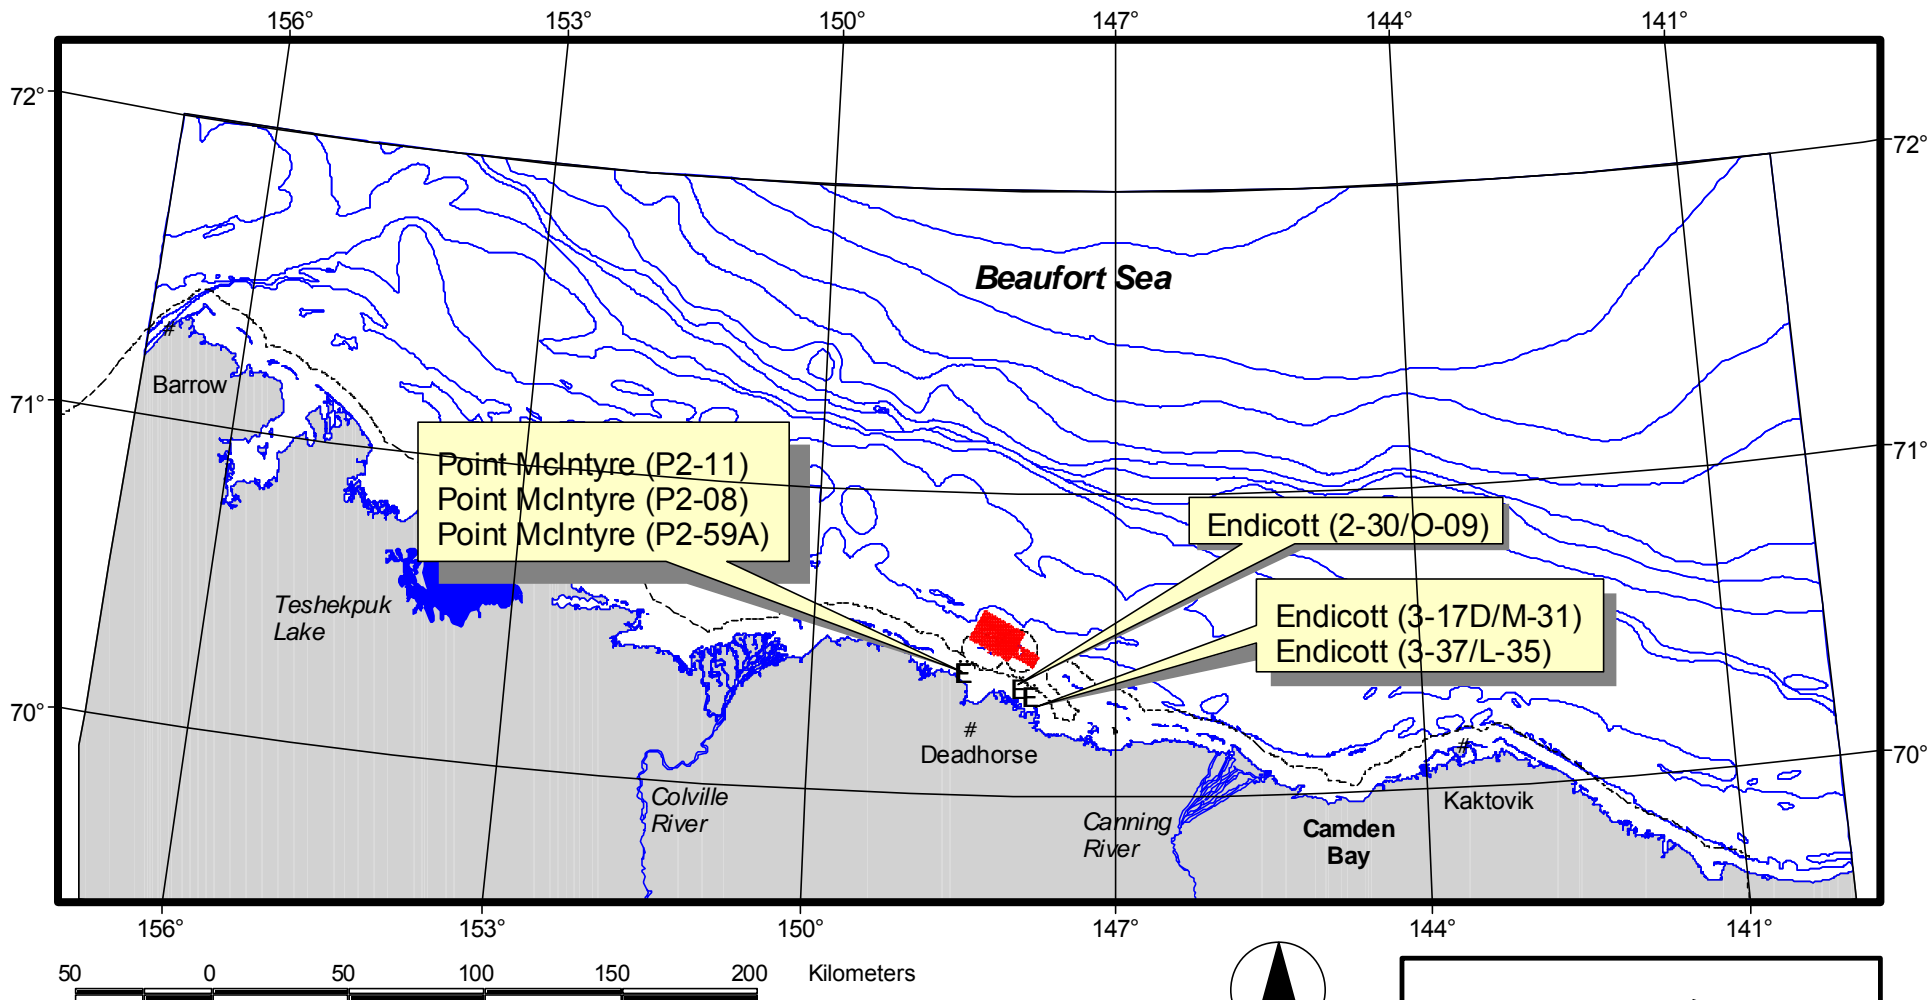 156° 153° 150° 147° 144° 141°
72°
72°
Beaufort Sea
Barrow
71°
71°
Point McIntyre (P2-11)
Point McIntyre (P2-08)
Point McIntyre (P2-59A)
Endicott (2-30/O-09)
Endicott (3-17D/M-31)
Endicott (3-37/L-35)
Teshekpuk
Lake
E
E
E
#
#
#
70°
70°
Deadhorse
Colville
River
Canning
River
Kaktovik
Camden
Bay
156° 153° 150° 147° 144° 141°
50 0 50 100 150 200 Kilometers